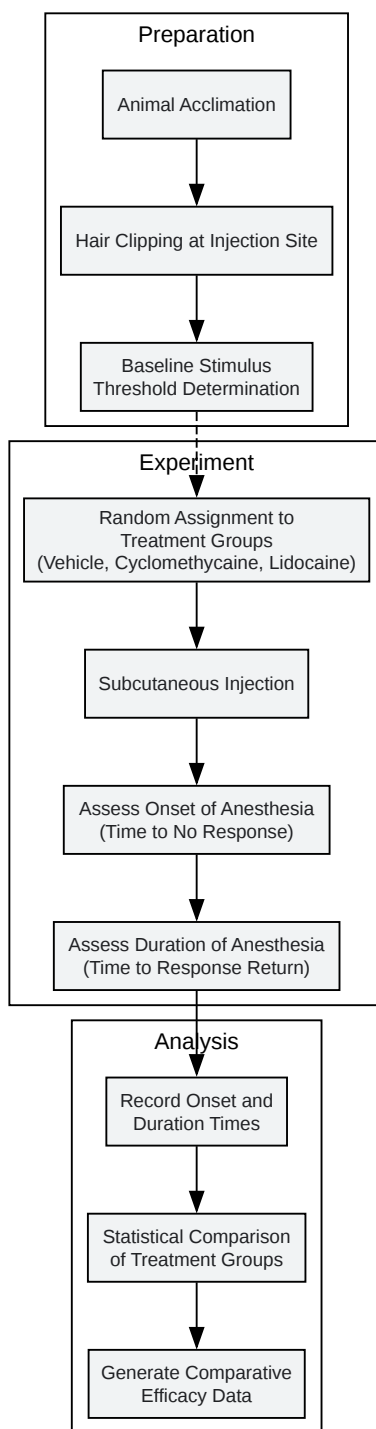 Preparation
Animal Acclimation
Hair Clipping at Injection Site
Baseline Stimulus
Threshold Determination
Experiment
Random Assignment to
Treatment Groups
(Vehicle, Cyclomethycaine, Lidocaine)
Subcutaneous Injection
Assess Onset of Anesthesia
(Time to No Response)
Assess Duration of Anesthesia
(Time to Response Return)
Analysis
Record Onset and
Duration Times
Statistical Comparison
of Treatment Groups
Generate Comparative
Efficacy Data